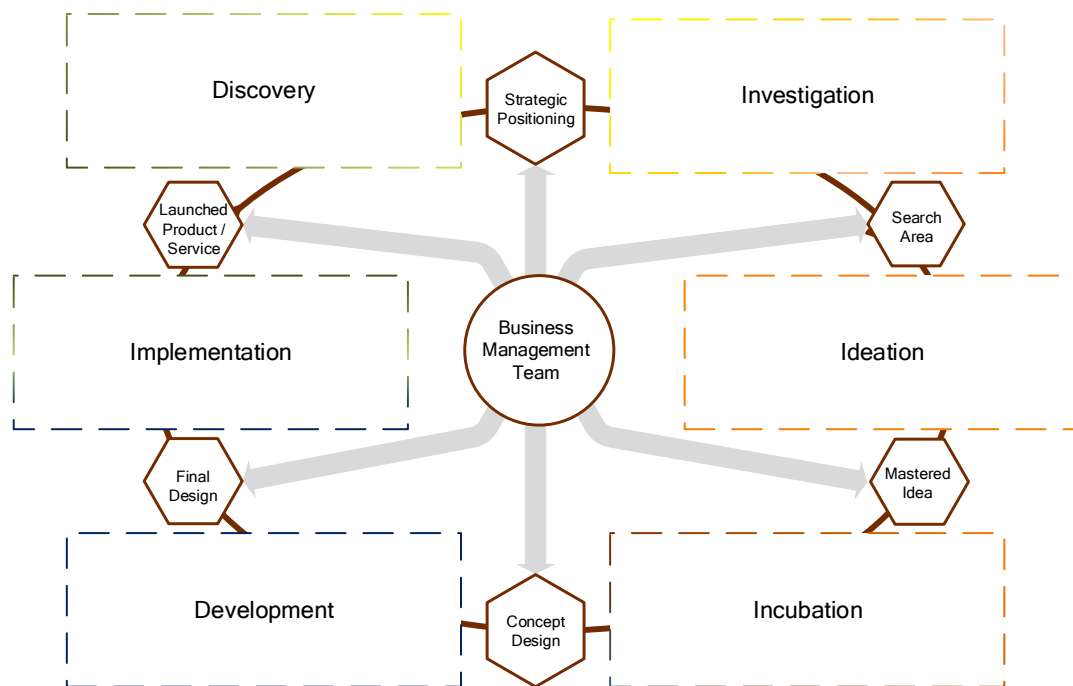 Discovery
Strategic
Positioning
Investigation
Launched
Product /
Service
Search
Area
Implementation
Business
Management
Team
Ideation
Final
Design
Mastered
Idea
Development
Concept
Design
Incubation